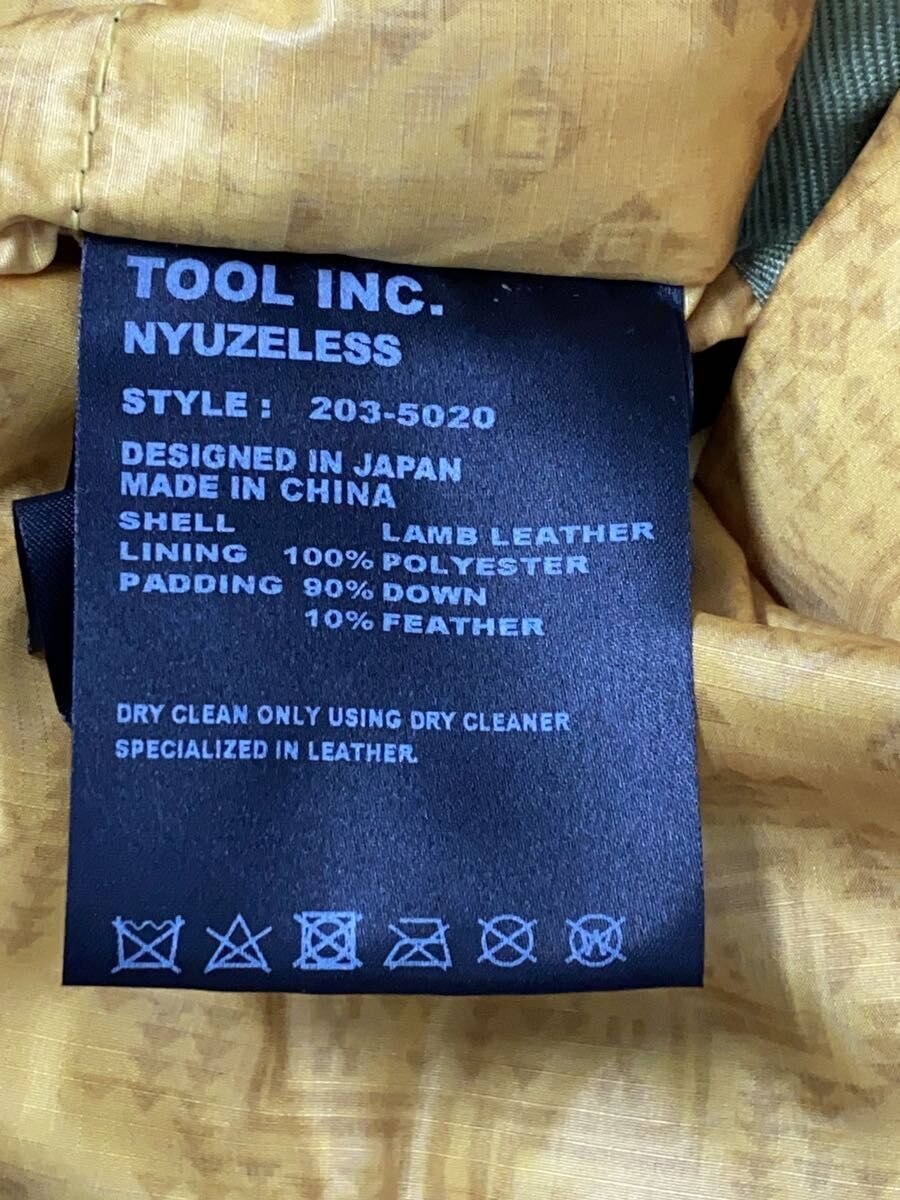 TOOL INC.
NYUZELESS
STYLE : 203-5020
DESIGNED IN JAPAN
MADE IN CHINA
SHELL LAMB LEATHER
LINING 100% POLYESTER
PADDING 90% DOWN
10% FEATHER
DRY CLEAN ONLY USING DRY CLEANER
SPECIALIZED IN LEATHER.
W